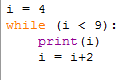 i = 4
while (i < 9):
    print(i)
    i = i+2